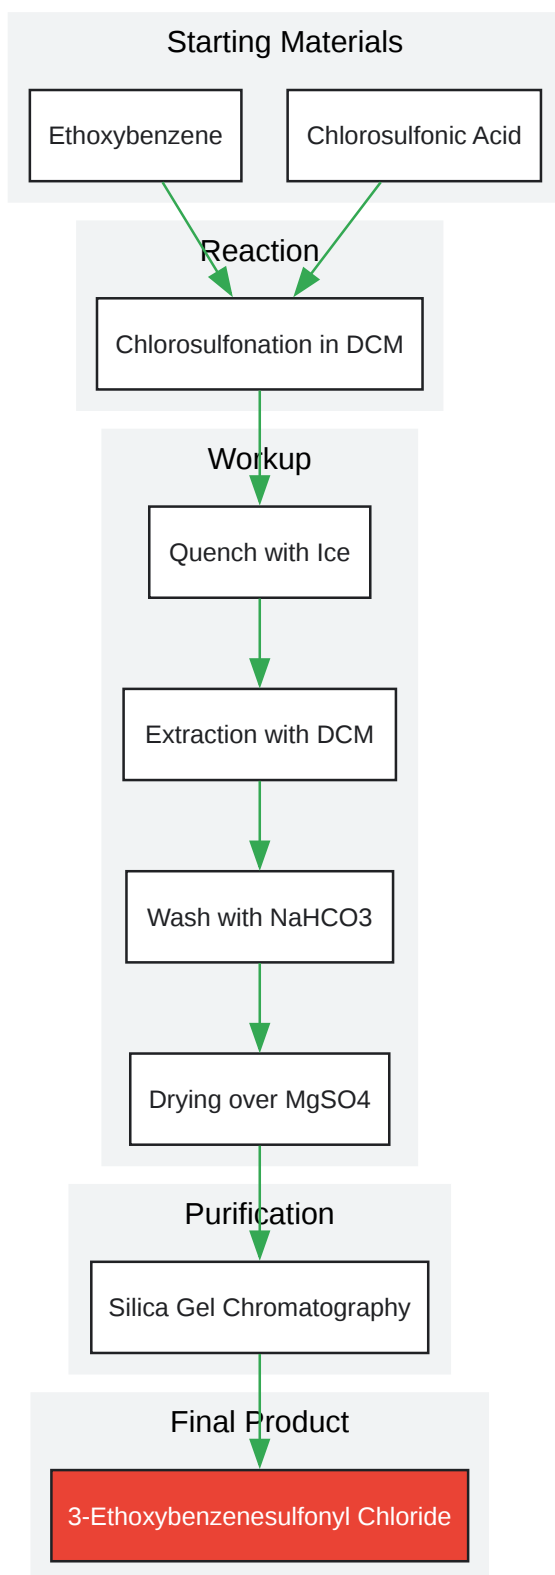 Starting Materials
Ethoxybenzene
Chlorosulfonic Acid
Reaction
Chlorosulfonation in DCM
Workup
Quench with Ice
Extraction with DCM
Wash with NaHCO3
Drying over MgSO4
Purification
Silica Gel Chromatography
Final Product
3-Ethoxybenzenesulfonyl Chloride